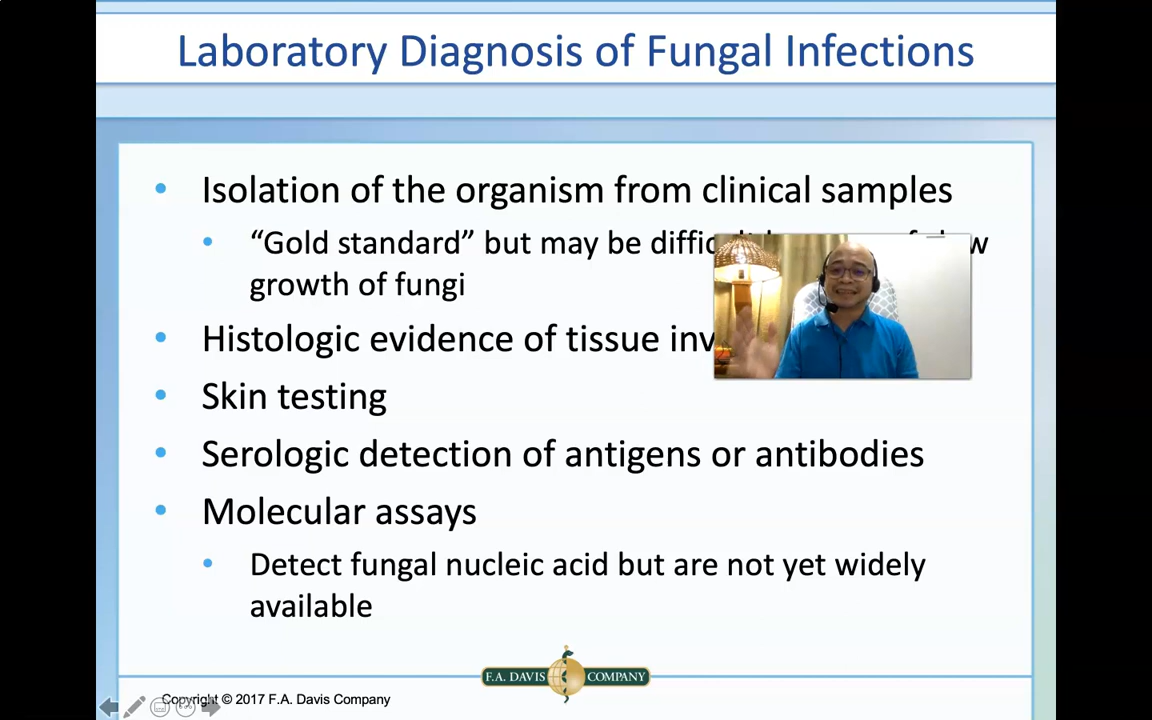 Laboratory Diagnosis of Fungal Infections
• Isolation of the organism from clinical samples
• “Gold standard” but may be
growth of fungi
• Histologic evidence of tissue
• Skin testing
• Serologic detection of antigens or antibodies
• Molecular assays
• Detect fungal nucleic acid but are not yet widely
available
F.A. DAVIS COMPANY
Copyright © 2017 F.A. Davis Company